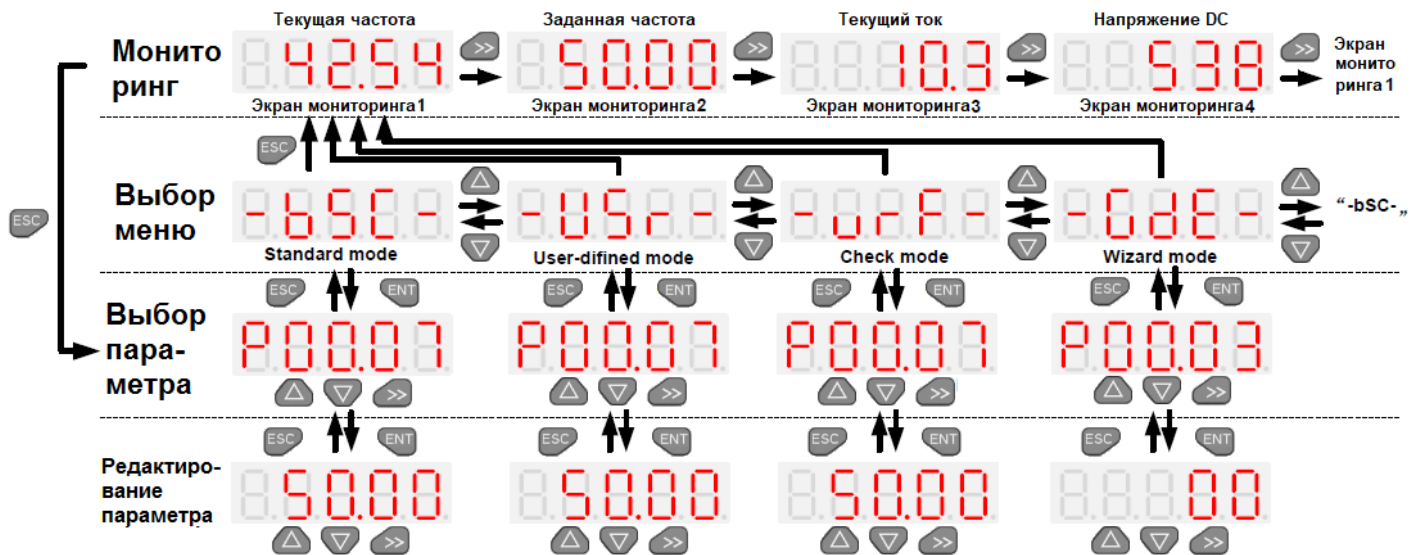 Текущая частота Заданная частота Текущий ток Напряжение DC
Монито
ринг
42.54 >> 50.00 >> 10.3 >> 538 >>
Экран
монито
ринга1
Экран мониторинга1 Экран мониторинга2 Экран мониторинга3 Экран мониторинга4
ESC
ESC
Выбор
меню
-bSC- -USr- -urF- -GdE- “-bSC-„
Standard mode User-difined mode Check mode Wizard mode
ESC ENT ESC ENT ESC ENT ESC ENT
Выбор
пара-
метра
P00.07 P00.07 P00.07 P00.03
>> >> >> >>
ESC ENT ESC ENT ESC ENT ESC ENT
Редактиро-
вание
параметра
50.00 50.00 50.00 00
>> >> >> >>